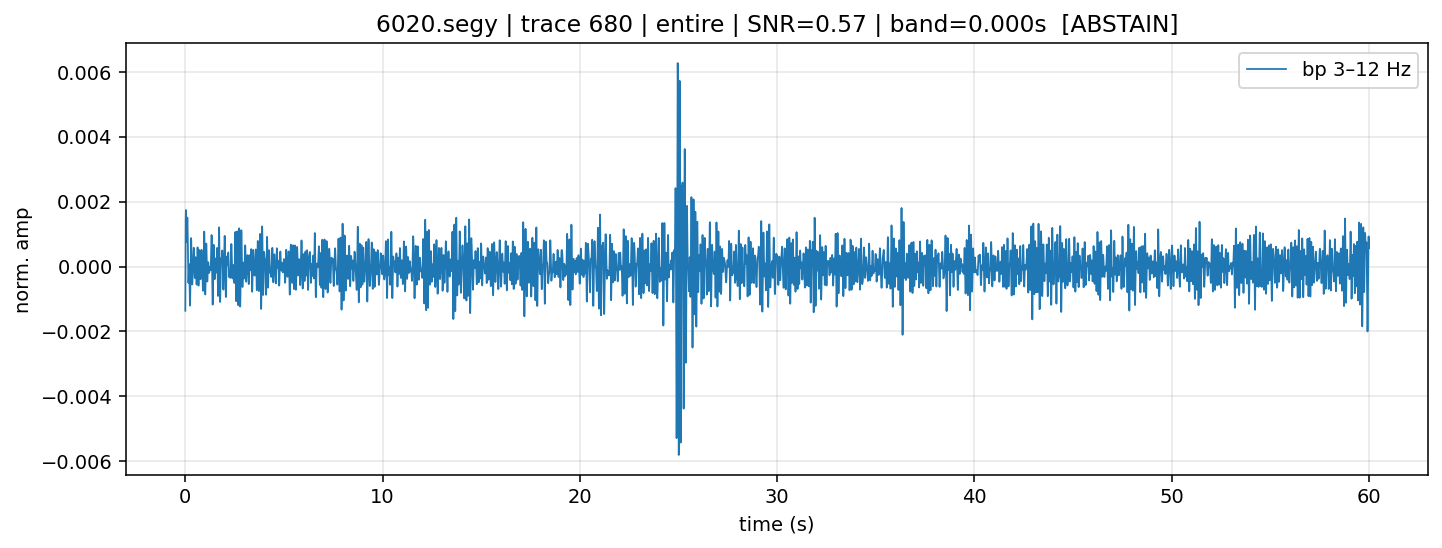 6020.segy | trace 680 | entire | SNR=0.57 | band=0.000s  [ABSTAIN]
bp 3–12 Hz
norm. amp
0.006
0.004
0.002
0.000
−0.002
−0.004
−0.006
0 10 20 30 40 50 60
time (s)